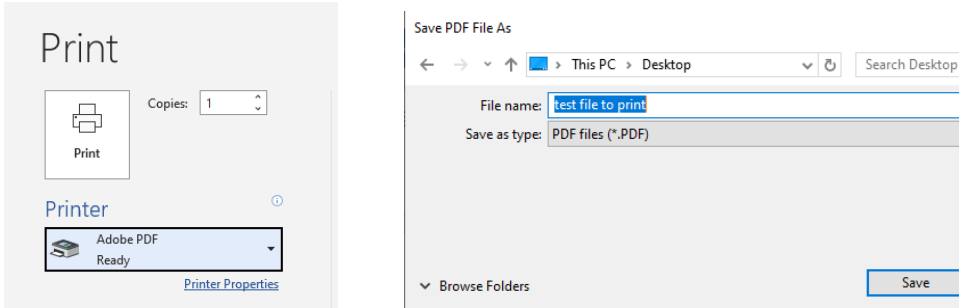 Print
Copies: 1
Print
Printer
Adobe PDF
Ready
Printer Properties
Save PDF File As
This PC > Desktop
Search Desktop
File name: test file to print
Save as type: PDF files (*.PDF)
Browse Folders
Save